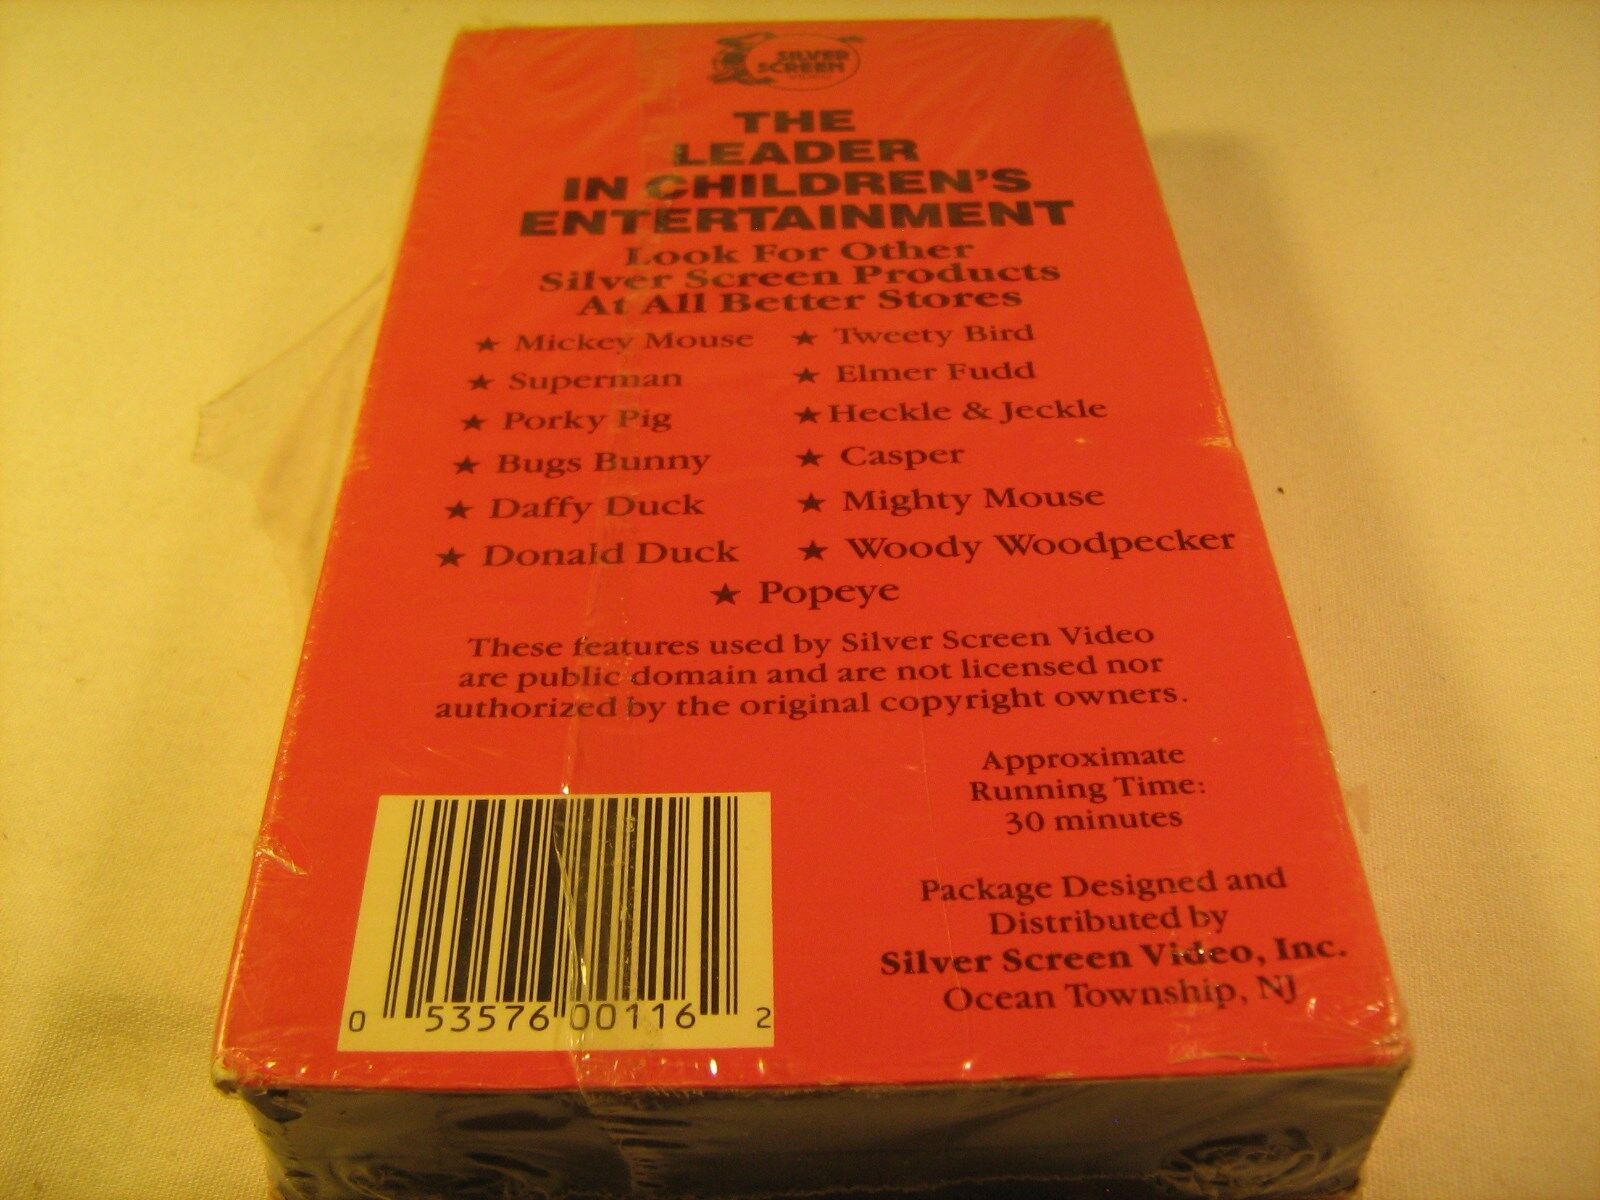 SILVER
SCREEN
VIDEO
THE
LEADER
IN CHILDREN'S
ENTERTAINMENT
Look For Other
Silver Screen Products
At All Better Stores
★ Mickey Mouse ★ Tweety Bird
★ Superman ★ Elmer Fudd
★ Porky Pig ★ Heckle & Jeckle
★ Bugs Bunny ★ Casper
★ Daffy Duck ★ Mighty Mouse
★ Donald Duck ★ Woody Woodpecker
★ Popeye
These features used by Silver Screen Video
are public domain and are not licensed nor
authorized by the original copyright owners.
Approximate
Running Time:
30 minutes
Package Designed and
Distributed by
Silver Screen Video, Inc.
Ocean Township, NJ
0 53576 00116 2